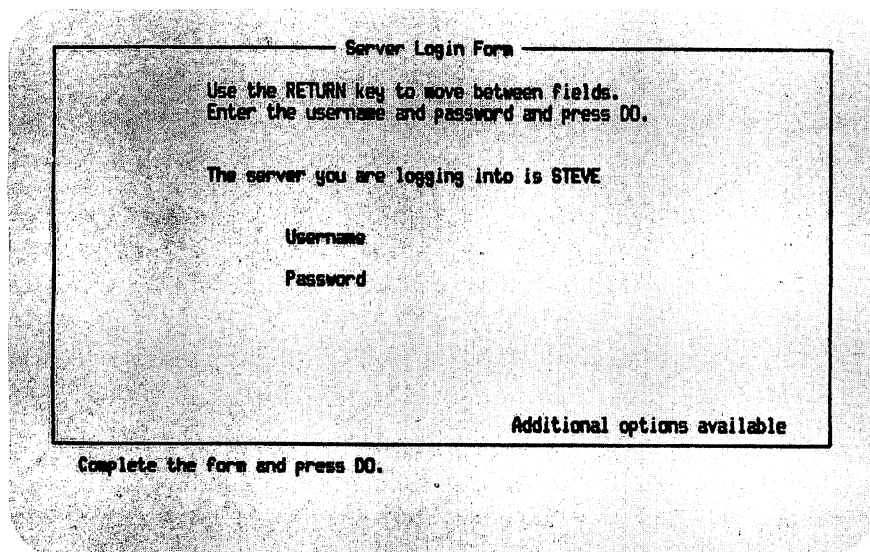 Server Login Form
Use the RETURN key to move between fields.
Enter the username and password and press DO.
The server you are logging into is STEVE
Username
Password
Additional options available
Complete the form and press DO.